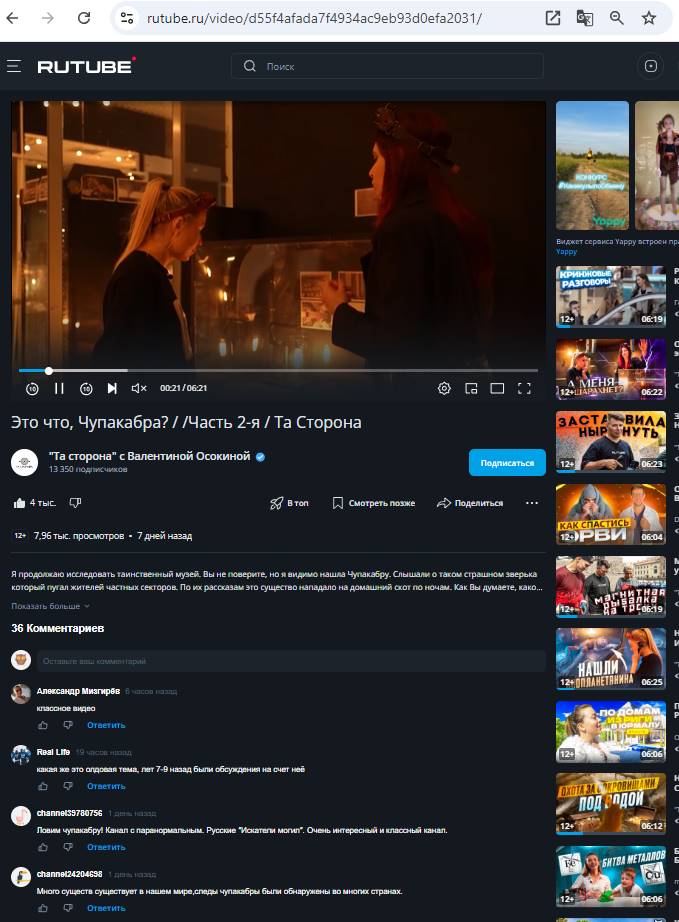 rutube.ru/video/d55f4afada7f4934ac9eb93d0efa2031/
RUTUBE
Поиск
КОНКУРС
#КаникулыпоОбмену
Yappy
Виджет сервиса Yappy встроен пра
Yappy
КРИНЖОВЫЕ
РАЗГОВОРЫ
12+ 06:19
А МЕНЯ
ШАРАХНЕТ?
12+ 06:22
00:21 / 06:21
Это что, Чупакабра? / /Часть 2-я / Та Сторона
ЗАСТАВИЛА
НЫРНУТЬ
12+ 06:23
"Та сторона" с Валентиной Осокиной
13 350 подписчиков
Подписаться
4 тыс.
В топ
Смотреть позже
Поделиться
КАК СПАСТИСЬ
ОРВИ
12+ 06:04
12+ 7,96 тыс. просмотров • 7 дней назад
Я продолжаю исследовать таинственный музей. Вы не поверите, но я видимо нашла Чупакабру. Слышали о таком страшном зверька
который пугал жителей частных секторов. По их рассказам это существо нападало на домашний скот по ночам. Как Вы думаете, како...
Показать больше
МАГНИТНАЯ
РЫБАЛКА
НА ТРОС
12+ 06:19
36 Комментариев
Оставьте ваш комментарий
НАШЛИ
ОПЛАНЕТЯНИНА
12+ 06:25
Александр Мизгирёв 6 часов назад
классное видео
Ответить
ПО ДОМАМ
ИЗ РИГИ
В ЮРМАЛУ
12+ 06:06
Real Life 19 часов назад
какая же это олдовая тема, лет 7-9 назад были обсуждения на счет неё
Ответить
ОХОТА ЗА СОКРОВИЩАМИ
ПОД ВОДОЙ
12+ 06:12
channel39780756 1 день назад
Ловим чупакабру! Канал с паранормальным. Русские "Искатели могил". Очень интересный и классный канал.
Ответить
БИТВА МЕТАЛЛОВ
Fe
Cu
12+ 06:06
channel24204698 1 день назад
Много существ существует в нашем мире,следы чупакабры были обнаружены во многих странах.
Ответить